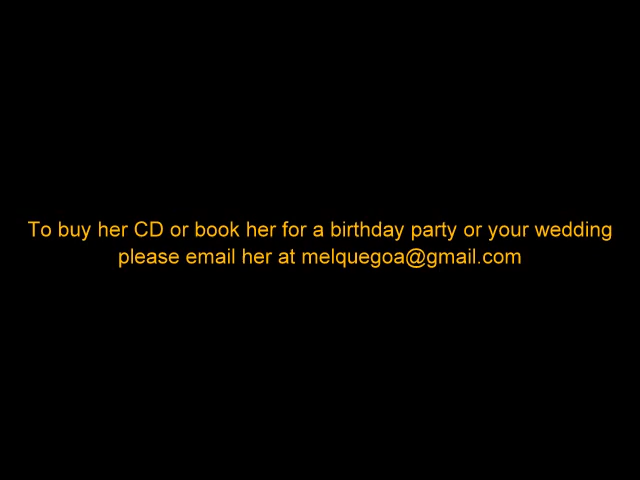 To buy her CD or book her for a birthday party or your wedding
please email her at melquegoa@gmail.com